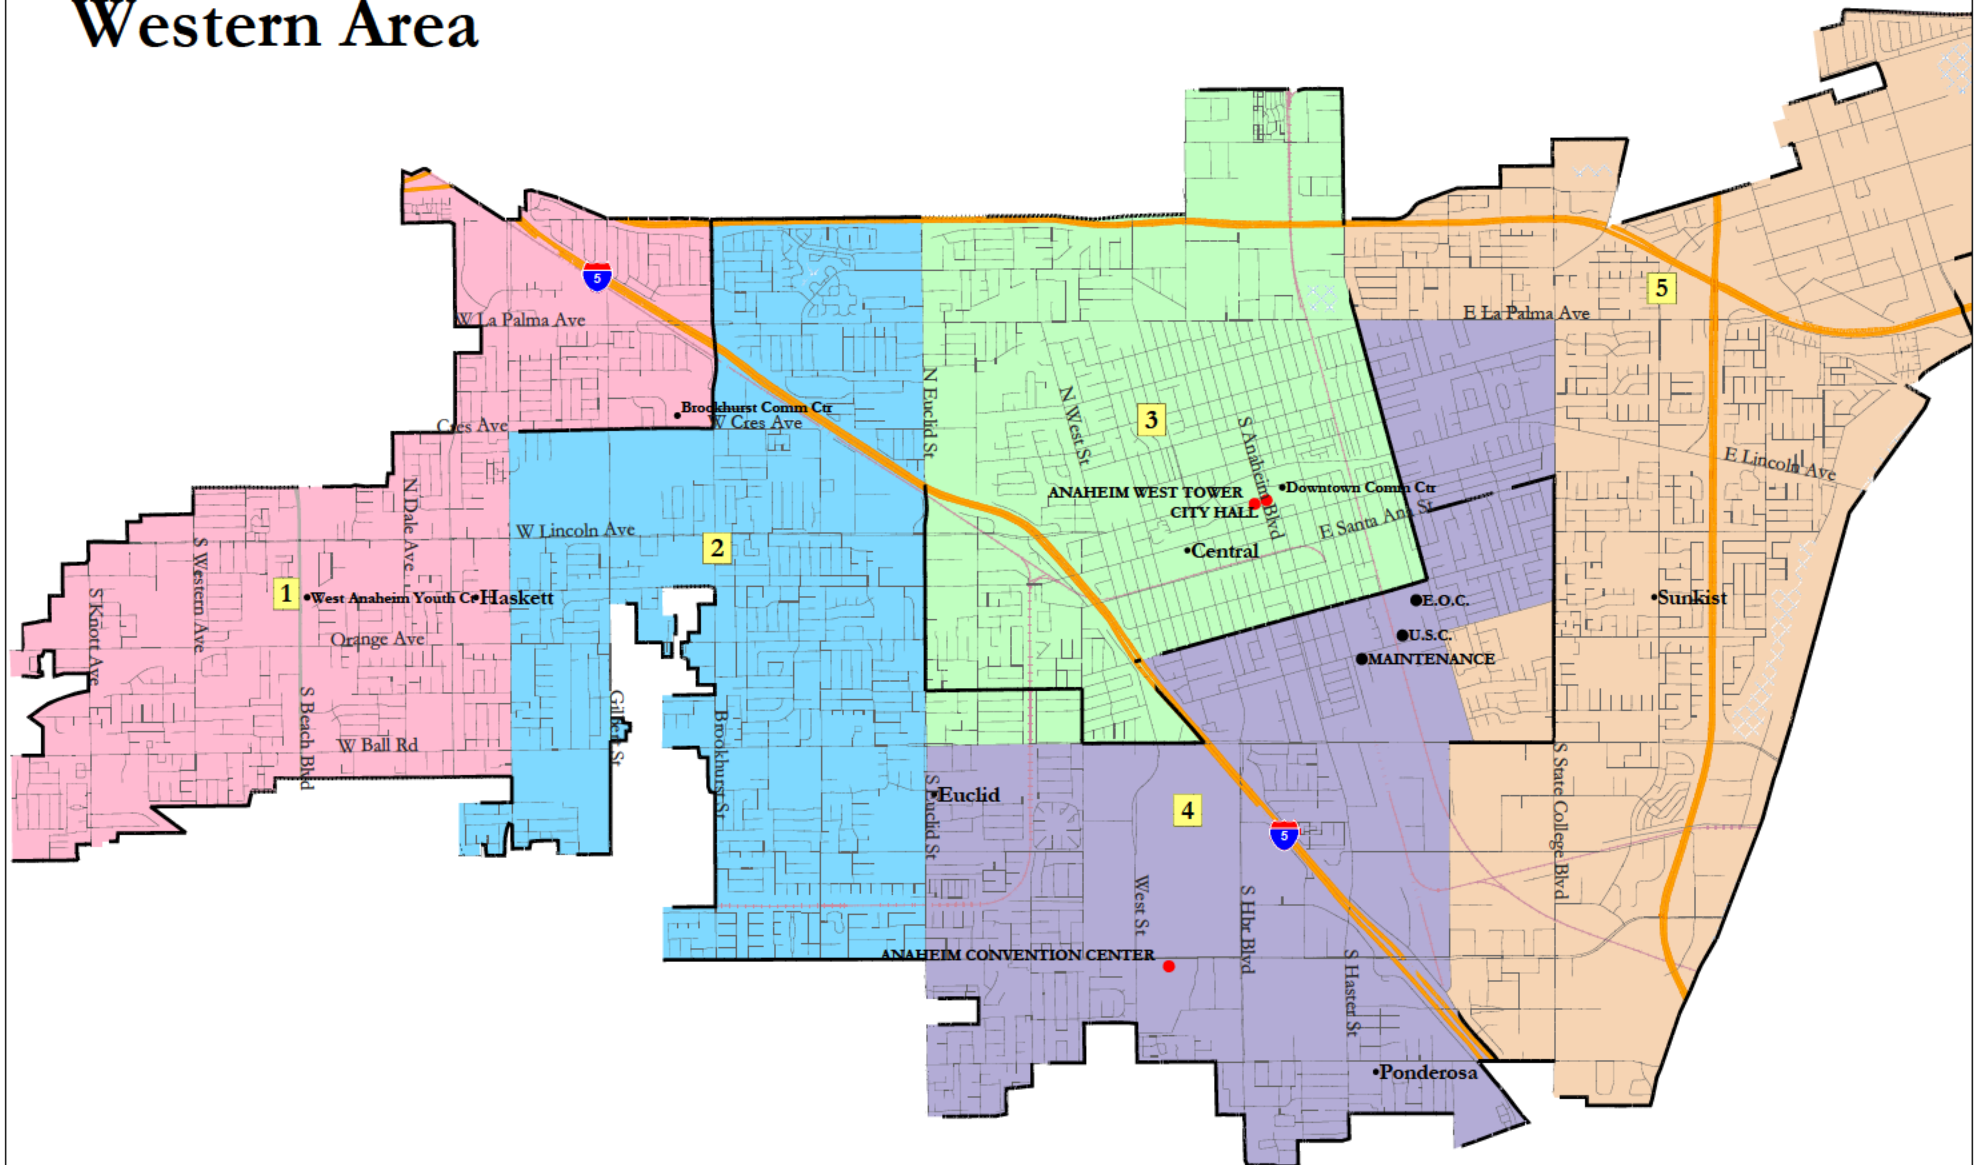 Western Area
5
5
W La Palma Ave
E La Palma Ave
N Euclid St
N West St
3
S Anaheim Blvd
Brookhurst Comm Ctr
W Cres Ave
Cres Ave
E Lincoln Ave
N Dale Ave
ANAHEIM WEST TOWER
Downtown Comm Ctr
CITY HALL
E Santa Ana St
W Lincoln Ave
2
Central
S Western Ave
S Knott Ave
1
West Anaheim Youth Ctr
Haskett
E.O.C.
Sunkist
Orange Ave
U.S.C.
MAINTENANCE
S Beach Blvd
Gilbert St
Brookhurst St
W Ball Rd
S State College Blvd
S Euclid St
Euclid
4
5
West St
S Hbr Blvd
ANAHEIM CONVENTION CENTER
S Haster St
Ponderosa